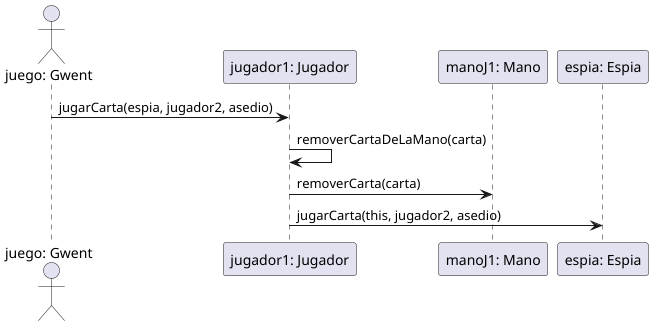 juego: Gwent
jugador1: Jugador
manoJ1: Mano
espia: Espia
jugarCarta(espia, jugador2, asedio)
removerCartaDeLaMano(carta)
removerCarta(carta)
jugarCarta(this, jugador2, asedio)
juego: Gwent
jugador1: Jugador
manoJ1: Mano
espia: Espia